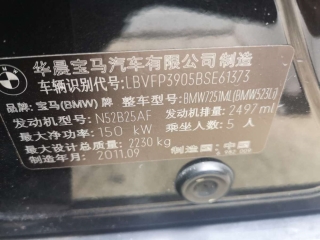 华晨宝马汽车有限公司制造
车辆识别代号: LBVFP3905BSE61373
品牌: 宝马(BMW) 牌 整车型号: BMW7251ML(BMW523Li)
发动机型号: N52B25AF 发动机排量: 2497 ml
最大净功率: 150 kW 乘坐人数: 5 人
最大设计总质量: 2230 kg
制造年月: 2011.09 制造国: 中国